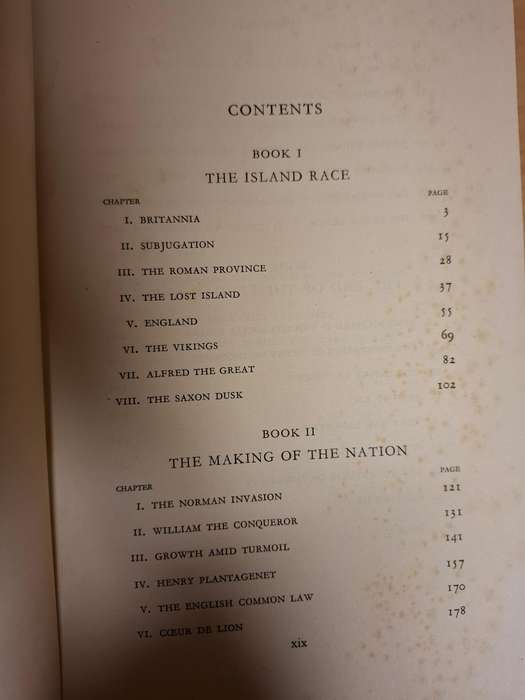 CONTENTS
BOOK I
THE ISLAND RACE
CHAPTER PAGE
I. BRITANNIA 3
II. SUBJUGATION 15
III. THE ROMAN PROVINCE 28
IV. THE LOST ISLAND 37
V. ENGLAND 55
VI. THE VIKINGS 69
VII. ALFRED THE GREAT 82
VIII. THE SAXON DUSK 102
BOOK II
THE MAKING OF THE NATION
CHAPTER PAGE
I. THE NORMAN INVASION 121
II. WILLIAM THE CONQUEROR 131
III. GROWTH AMID TURMOIL 141
IV. HENRY PLANTAGENET 157
V. THE ENGLISH COMMON LAW 170
VI. CŒUR DE LION 178
xix